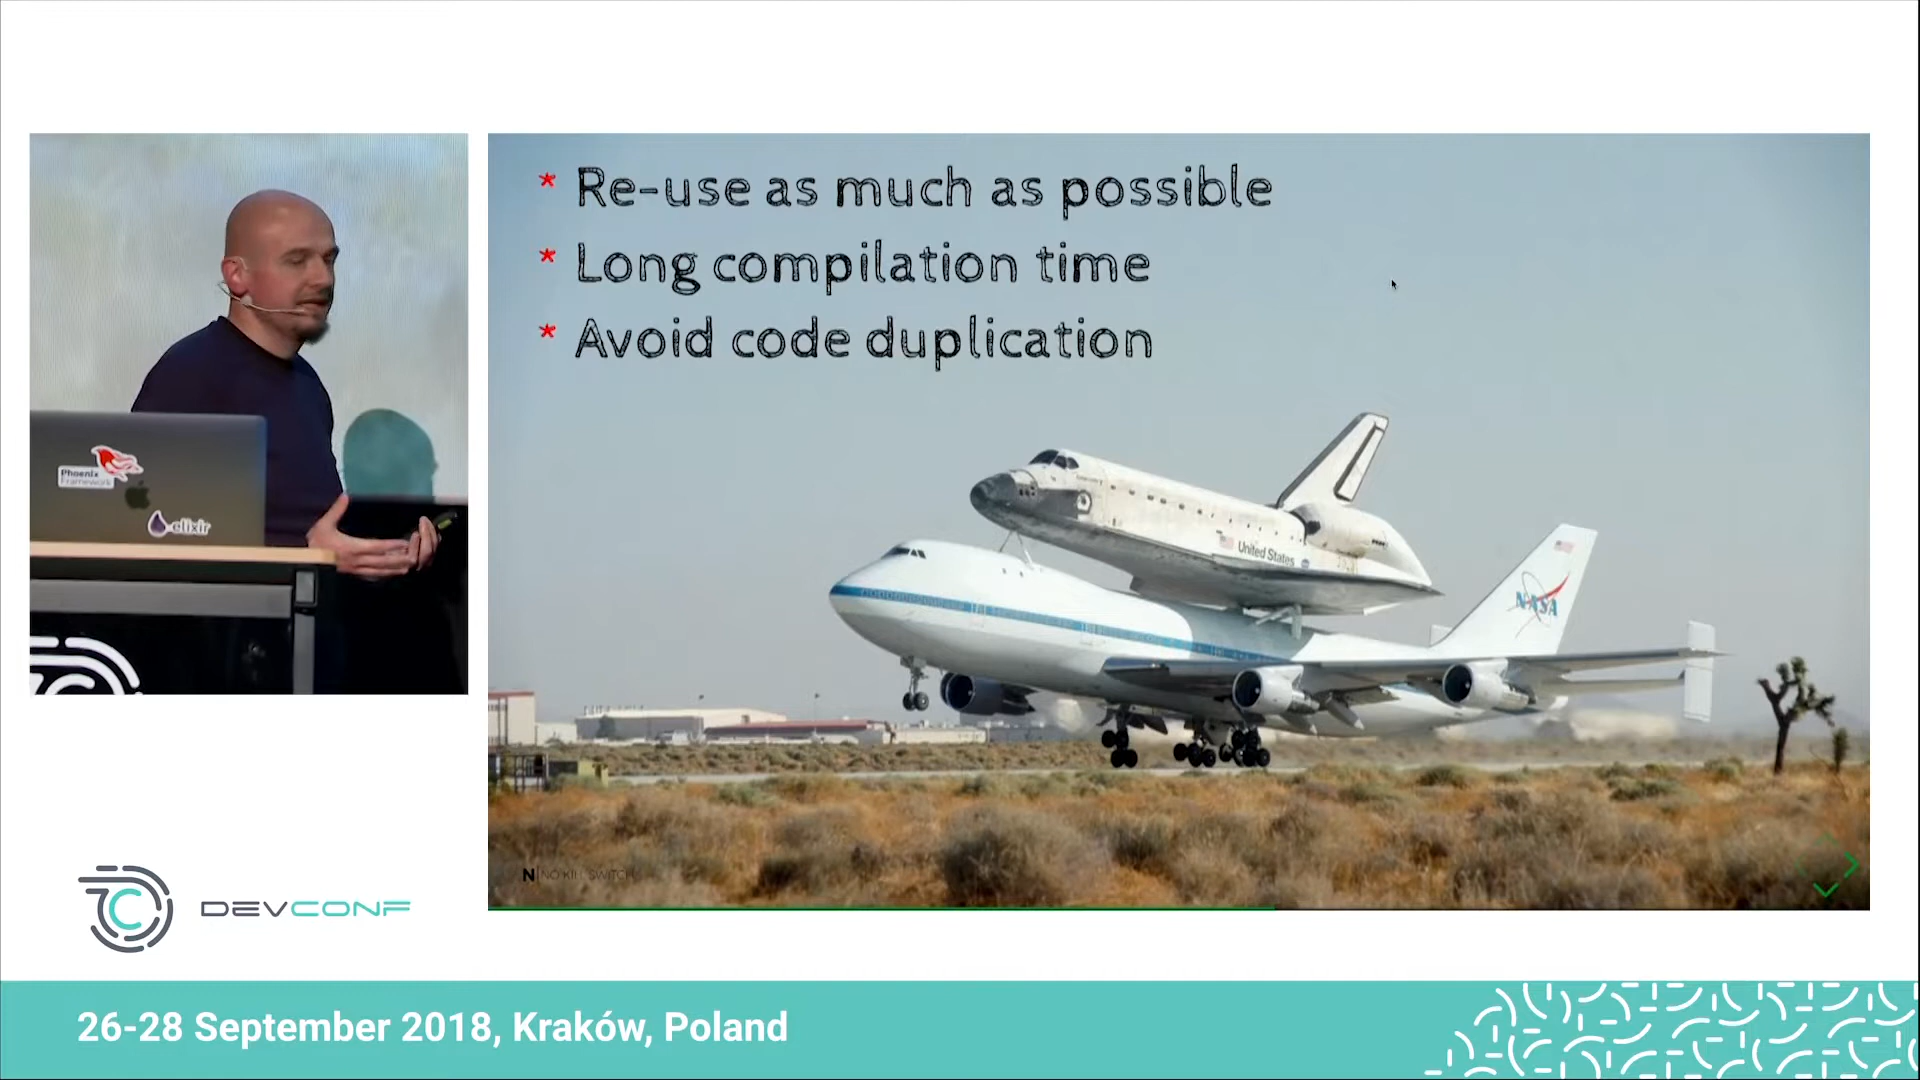 * Re-use as much as possible
* Long compilation time
* Avoid code duplication
United States
NASA
Phoenix
Framework
elixir
N NO KILL SWITCH
DEVCONF
26-28 September 2018, Kraków, Poland